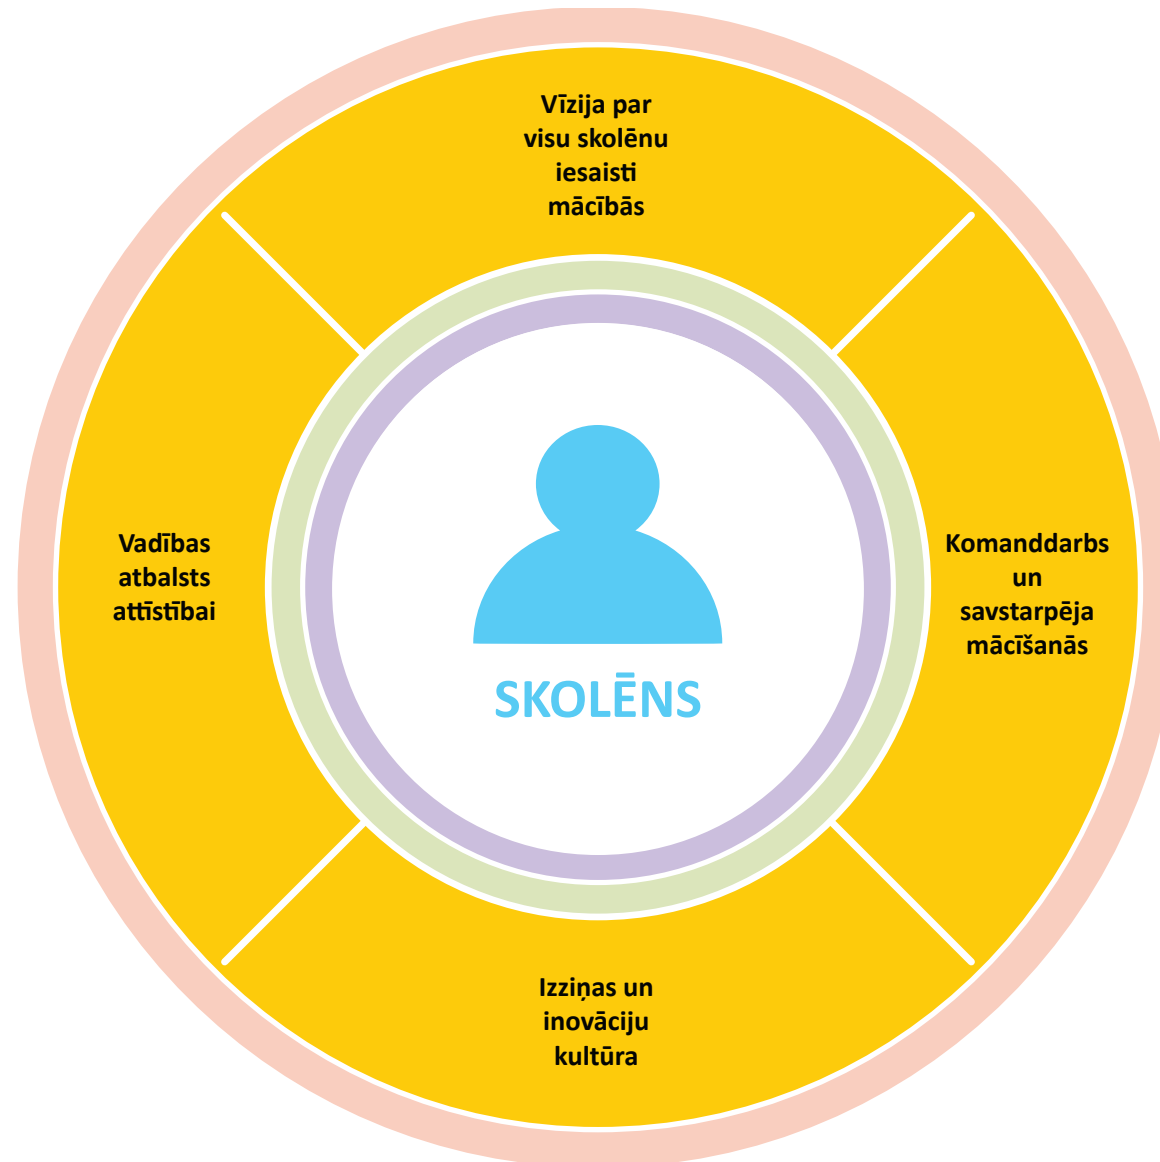 Vīzija par
visu skolēnu
iesaisti
mācībās
Vadības
atbalsts
attīstībai
Komanddarbs
un
savstarpēja
mācīšanās
SKOLĒNS
Izziņas un
inovāciju
kultūra